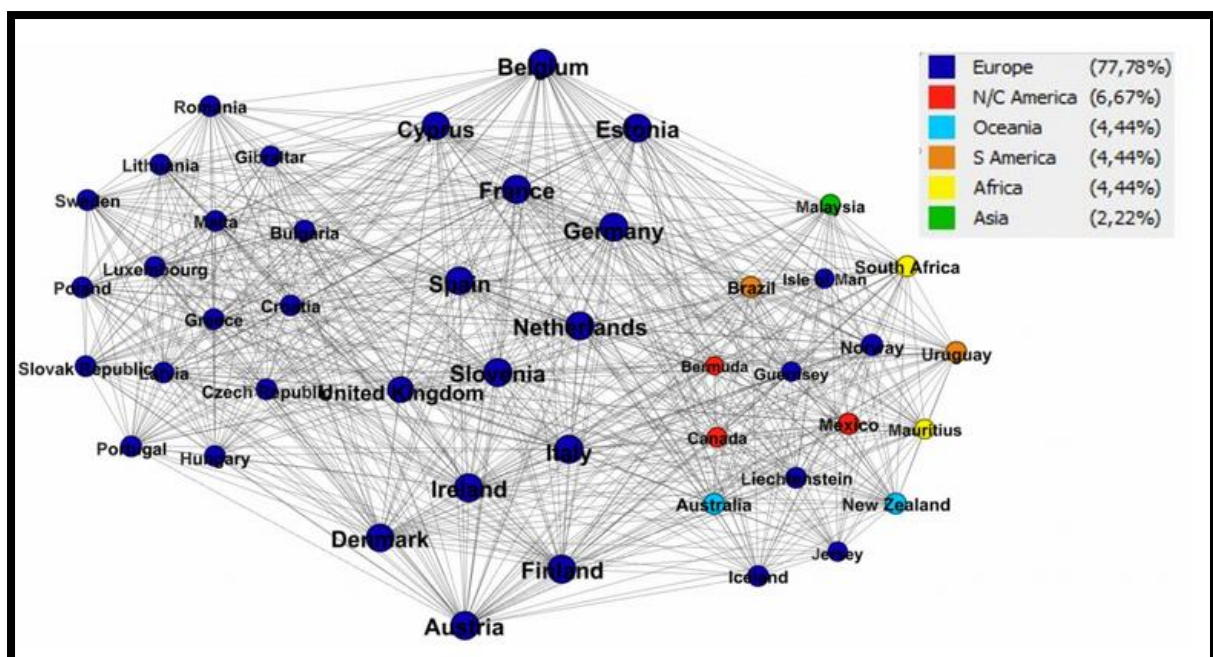 Belgium
Romania
Cyprus
Estonia
Gibraltar
Lithuania
France
Sweden
Malta
Bulgaria
Germany
Malaysia
Luxembourg
South Africa
Spain
Isle of Man
Poland
Brazil
Croatia
Greece
Netherlands
Norway
Uruguay
Slovak Republic
Bermuda
Latvia
Slovenia
Guernsey
Czech Republic
United Kingdom
Mexico
Mauritius
Canada
Portugal
Italy
Hungary
Liechtenstein
Ireland
Australia
New Zealand
Denmark
Jersey
Finland
Iceland
Austria
Europe (77,78%)
N/C America (6,67%)
Oceania (4,44%)
S America (4,44%)
Africa (4,44%)
Asia (2,22%)